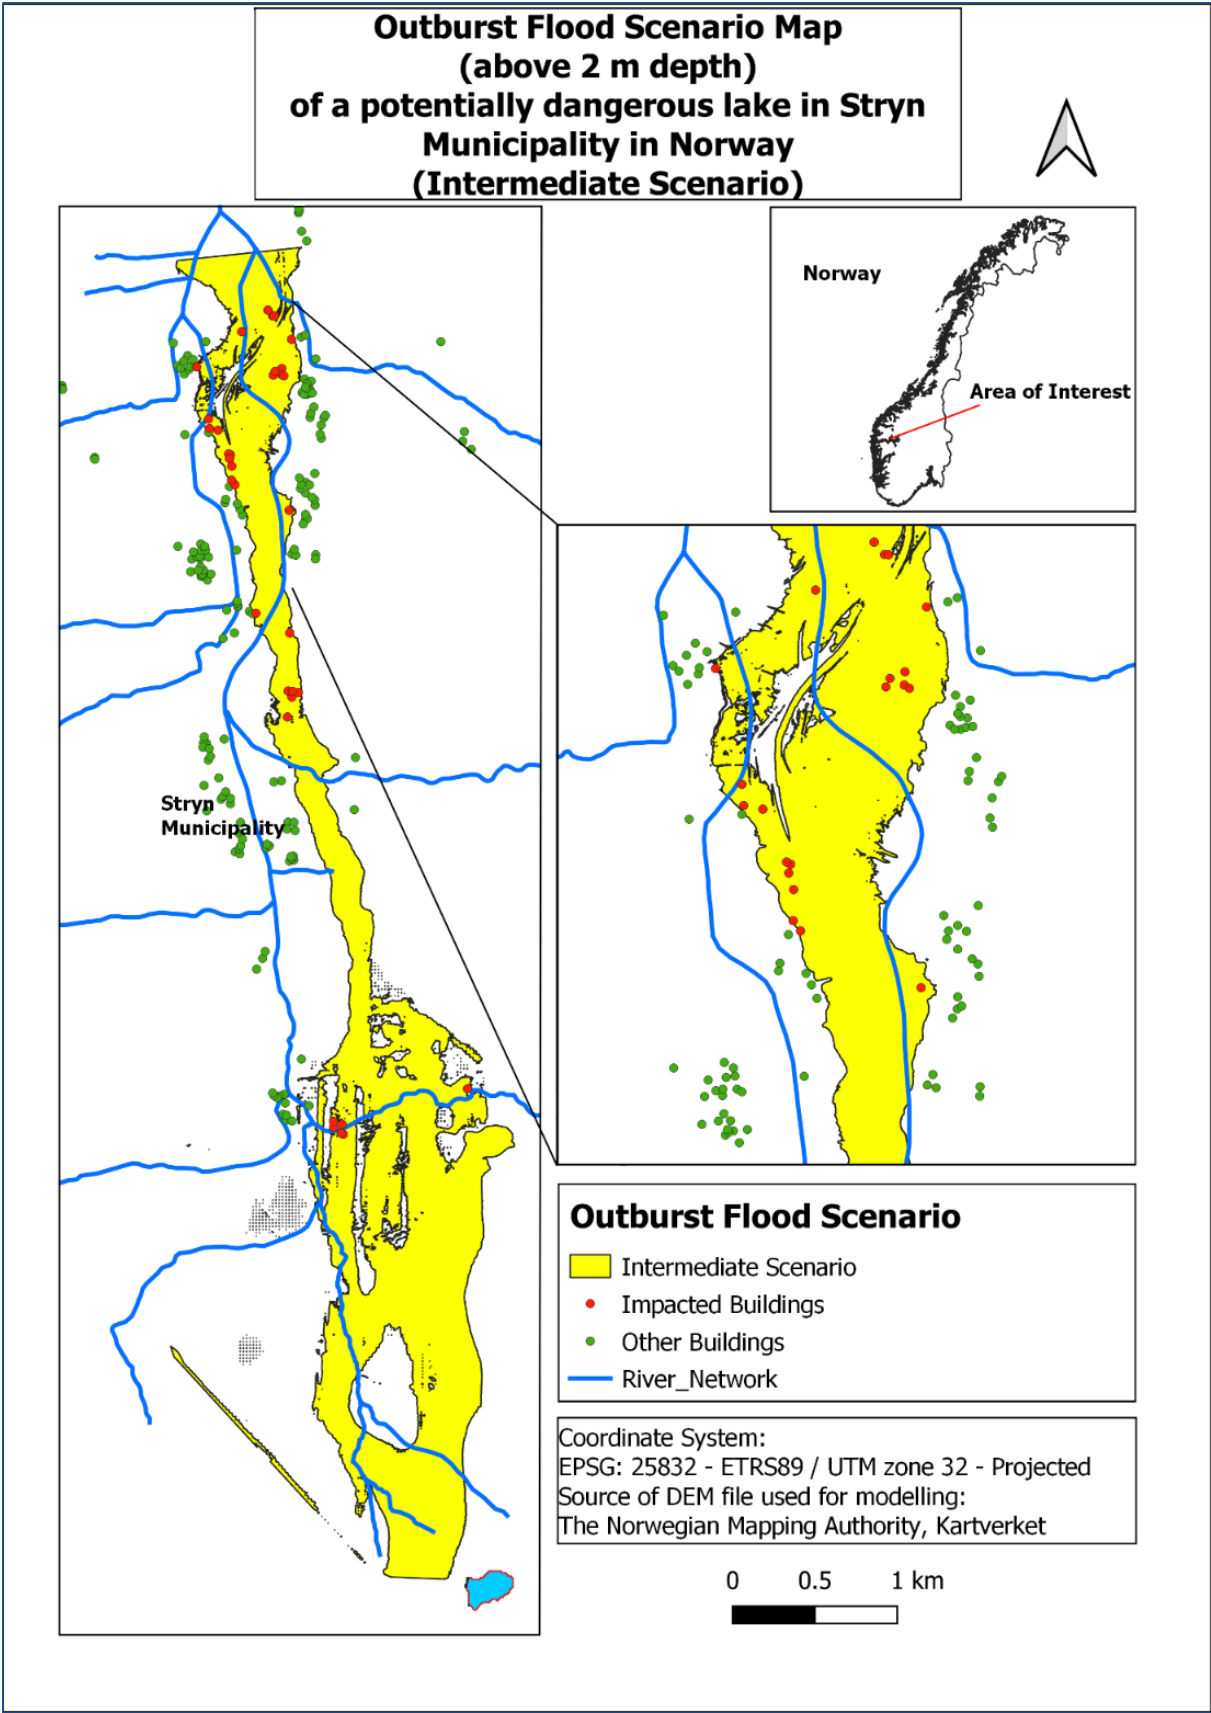 Outburst Flood Scenario Map
(above 2 m depth)
of a potentially dangerous lake in Stryn
Municipality in Norway
(Intermediate Scenario)
Norway
Area of Interest
Stryn
Municipality
Outburst Flood Scenario
Intermediate Scenario
Impacted Buildings
Other Buildings
River_Network
Coordinate System:
EPSG: 25832 - ETRS89 / UTM zone 32 - Projected
Source of DEM file used for modelling:
The Norwegian Mapping Authority, Kartverket
0 0.5 1 km